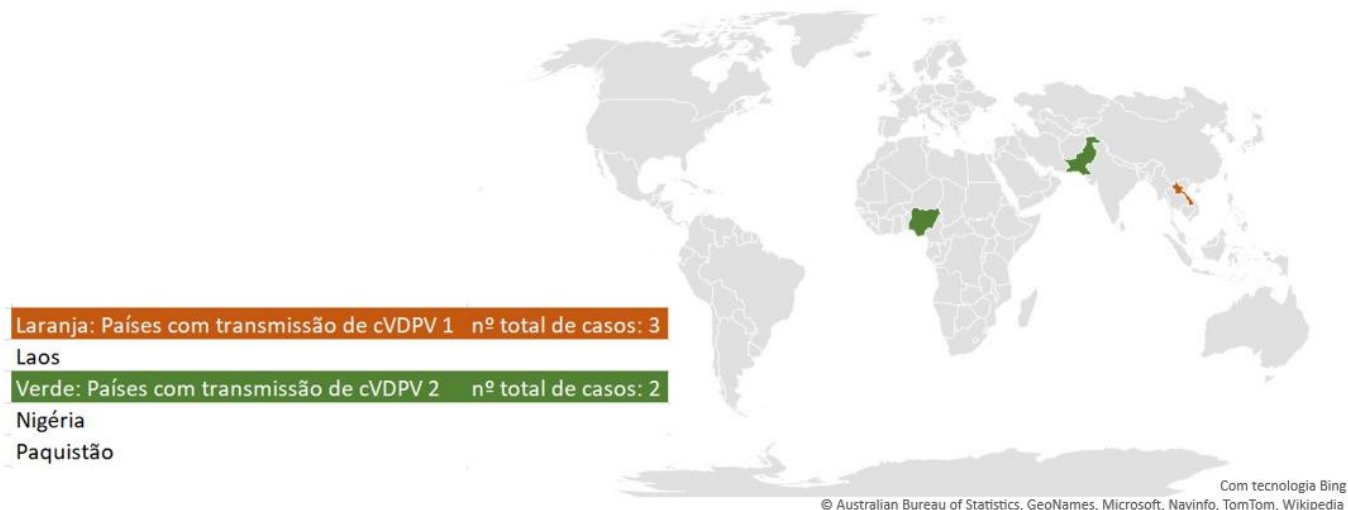 Laranja: Países com transmissão de cVDPV 1 nº total de casos: 3
Laos
Verde: Países com transmissão de cVDPV 2 nº total de casos: 2
Nigéria
Paquistão
Com tecnologia Bing
© Australian Bureau of Statistics, GeoNames, Microsoft, Navinfo, TomTom, Wikipedia